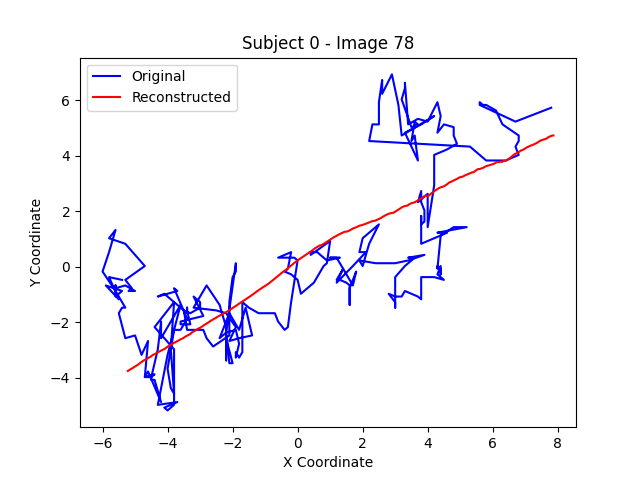 Subject 0 - Image 78
Original
Reconstructed
Y Coordinate
6
4
2
0
−2
−4
−6 −4 −2 0 2 4 6 8
X Coordinate